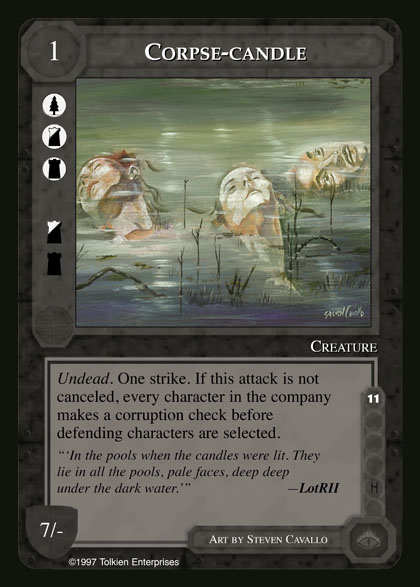 1
CORPSE-CANDLE
Steven Cavallo
CREATURE
Undead. One strike. If this attack is not
canceled, every character in the company
makes a corruption check before
defending characters are selected.
11
“‘In the pools when the candles were lit. They
lie in all the pools, pale faces, deep deep
under the dark water.’”
—LotRII
H
7/-
ART BY STEVEN CAVALLO
©1997 Tolkien Enterprises